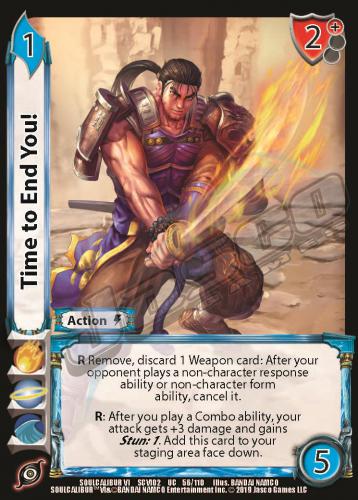 1
2
+
Time to End You!
Action
R Remove, discard 1 Weapon card: After your
opponent plays a non-character response
ability or non-character form
ability, cancel it.
R: After you play a Combo ability, your
attack gets +3 damage and gains
Stun: 1. Add this card to your
staging area face down.
5
SOULCALIBUR VI SCVI02 UC 56/110 Illus. BANDAI NAMCO
SOULCALIBUR™VI&©BANDAI NAMCO Entertainment Inc. © 2019 Jasco Games LLC